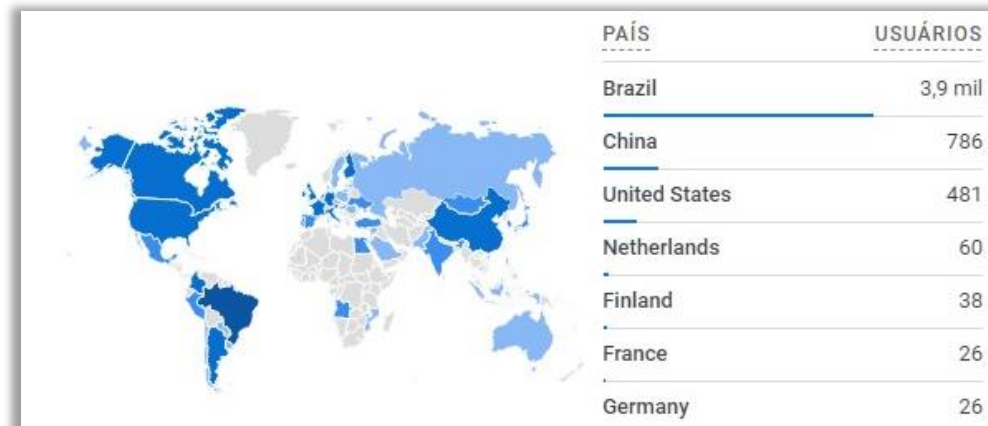 PAÍS USUÁRIOS
Brazil 3,9 mil
China 786
United States 481
Netherlands 60
Finland 38
France 26
Germany 26